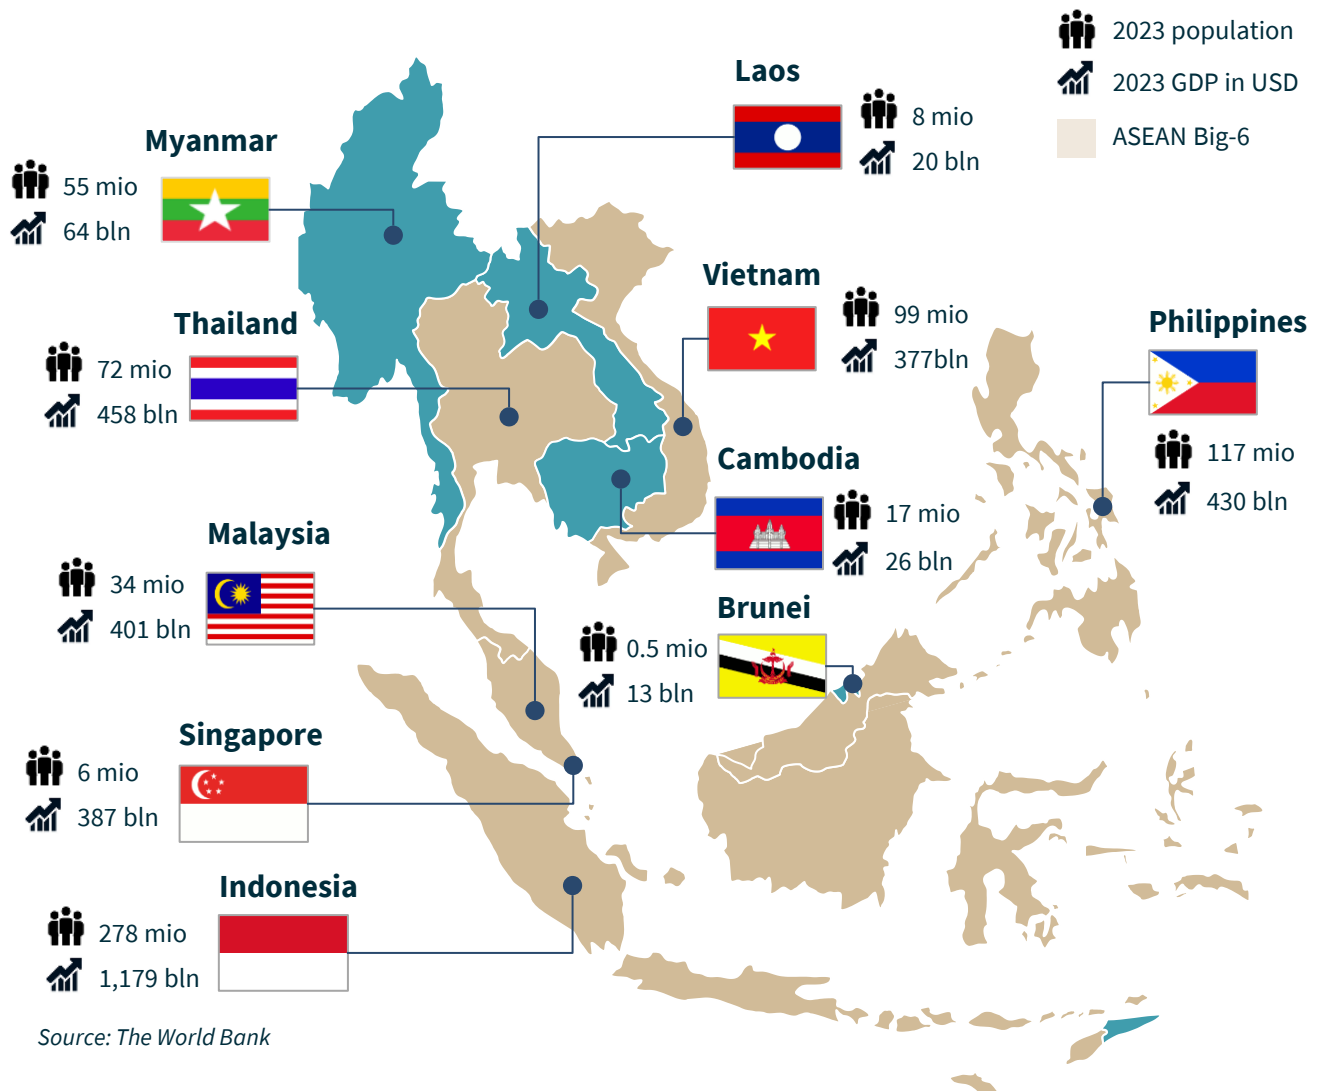 2023 population
2023 GDP in USD
ASEAN Big-6
Laos
8 mio
20 bln
Myanmar
55 mio
64 bln
Vietnam
99 mio
377bln
Thailand
72 mio
458 bln
Philippines
117 mio
430 bln
Cambodia
17 mio
26 bln
Malaysia
34 mio
401 bln
Brunei
0.5 mio
13 bln
Singapore
6 mio
387 bln
Indonesia
278 mio
1,179 bln
Source: The World Bank